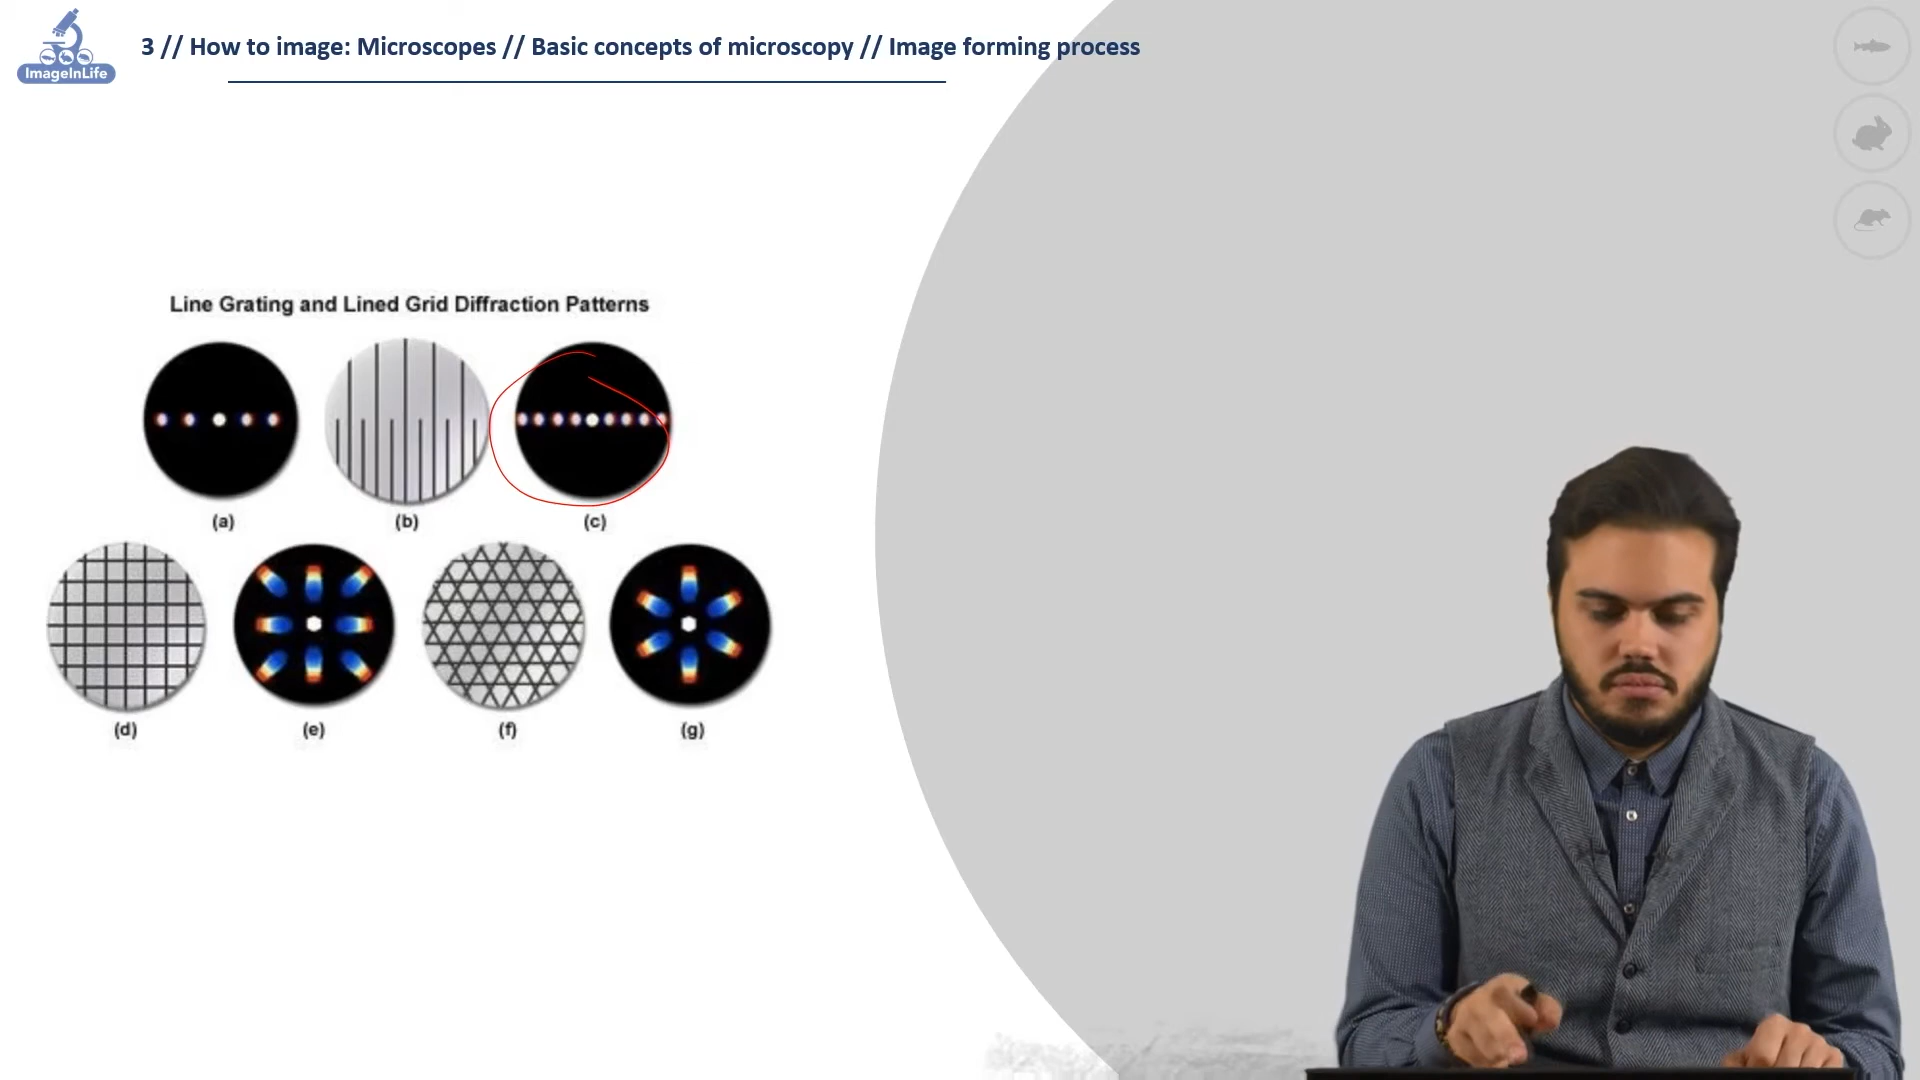 ImageInLife
3 // How to image: Microscopes // Basic concepts of microscopy // Image forming process
Line Grating and Lined Grid Diffraction Patterns
(a) (b) (c)
(d) (e) (f) (g)